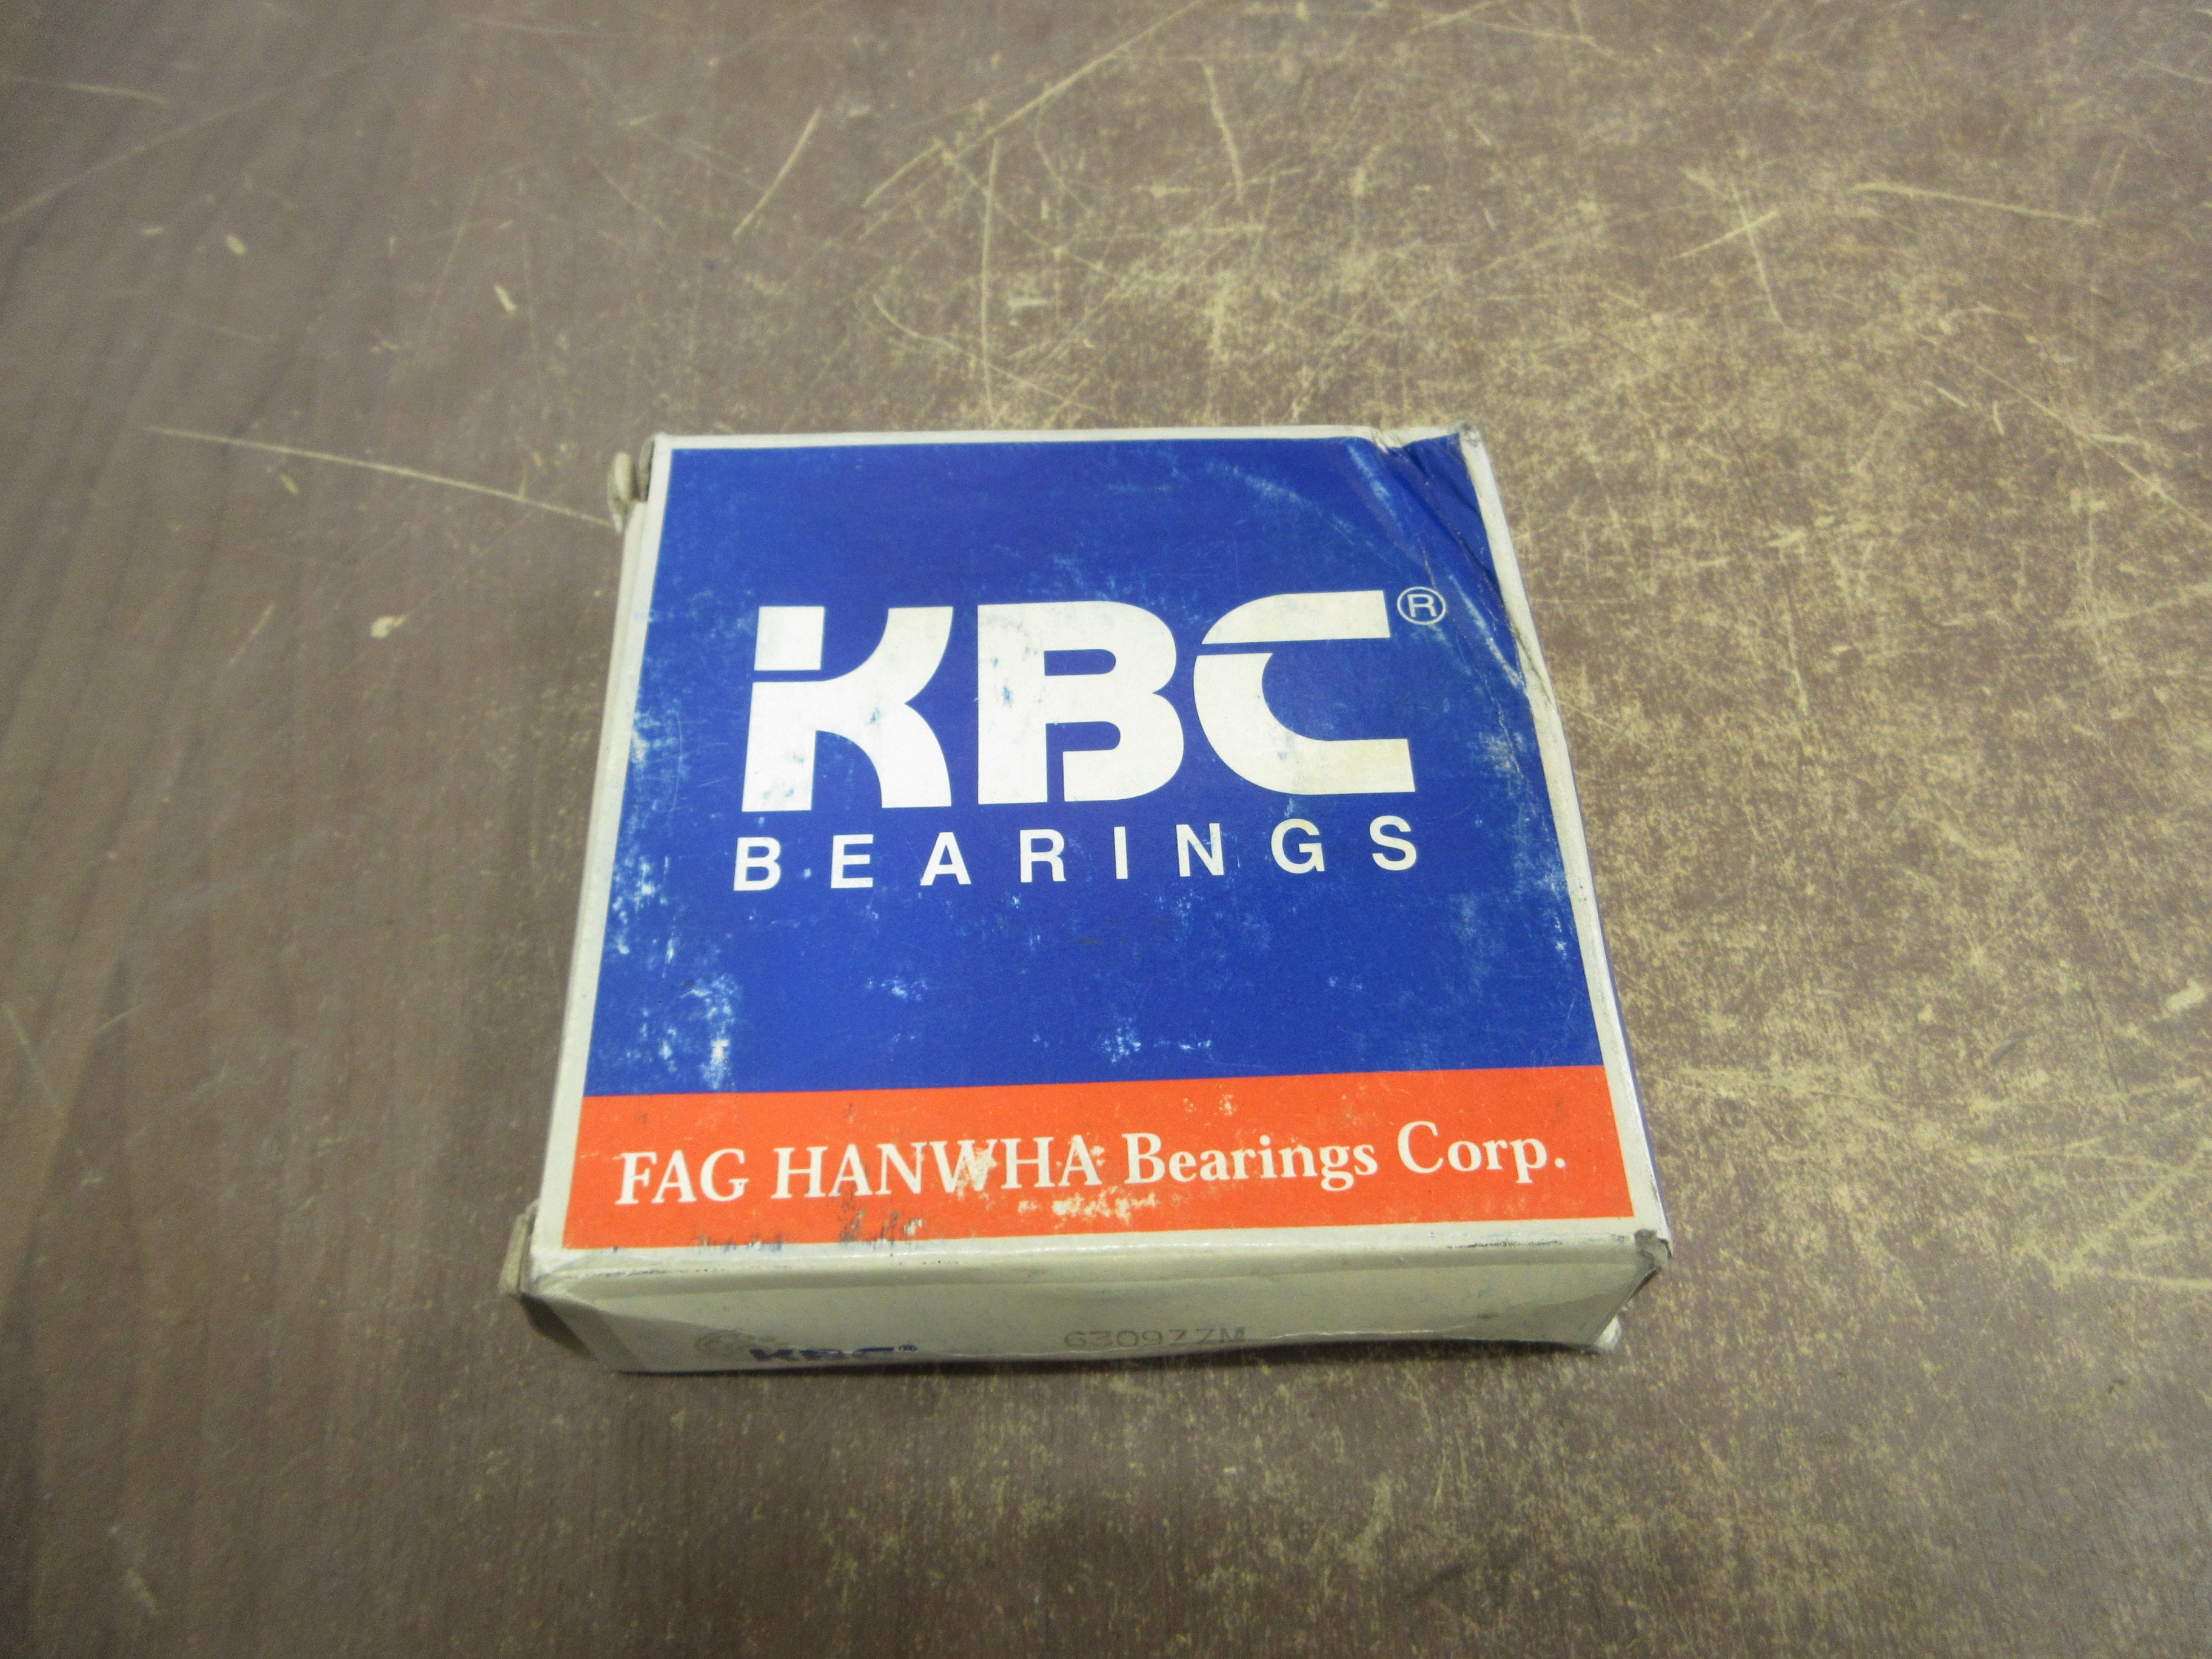 KBC®
BEARINGS
FAG HANWHA Bearings Corp.
KBC® 6309ZZM